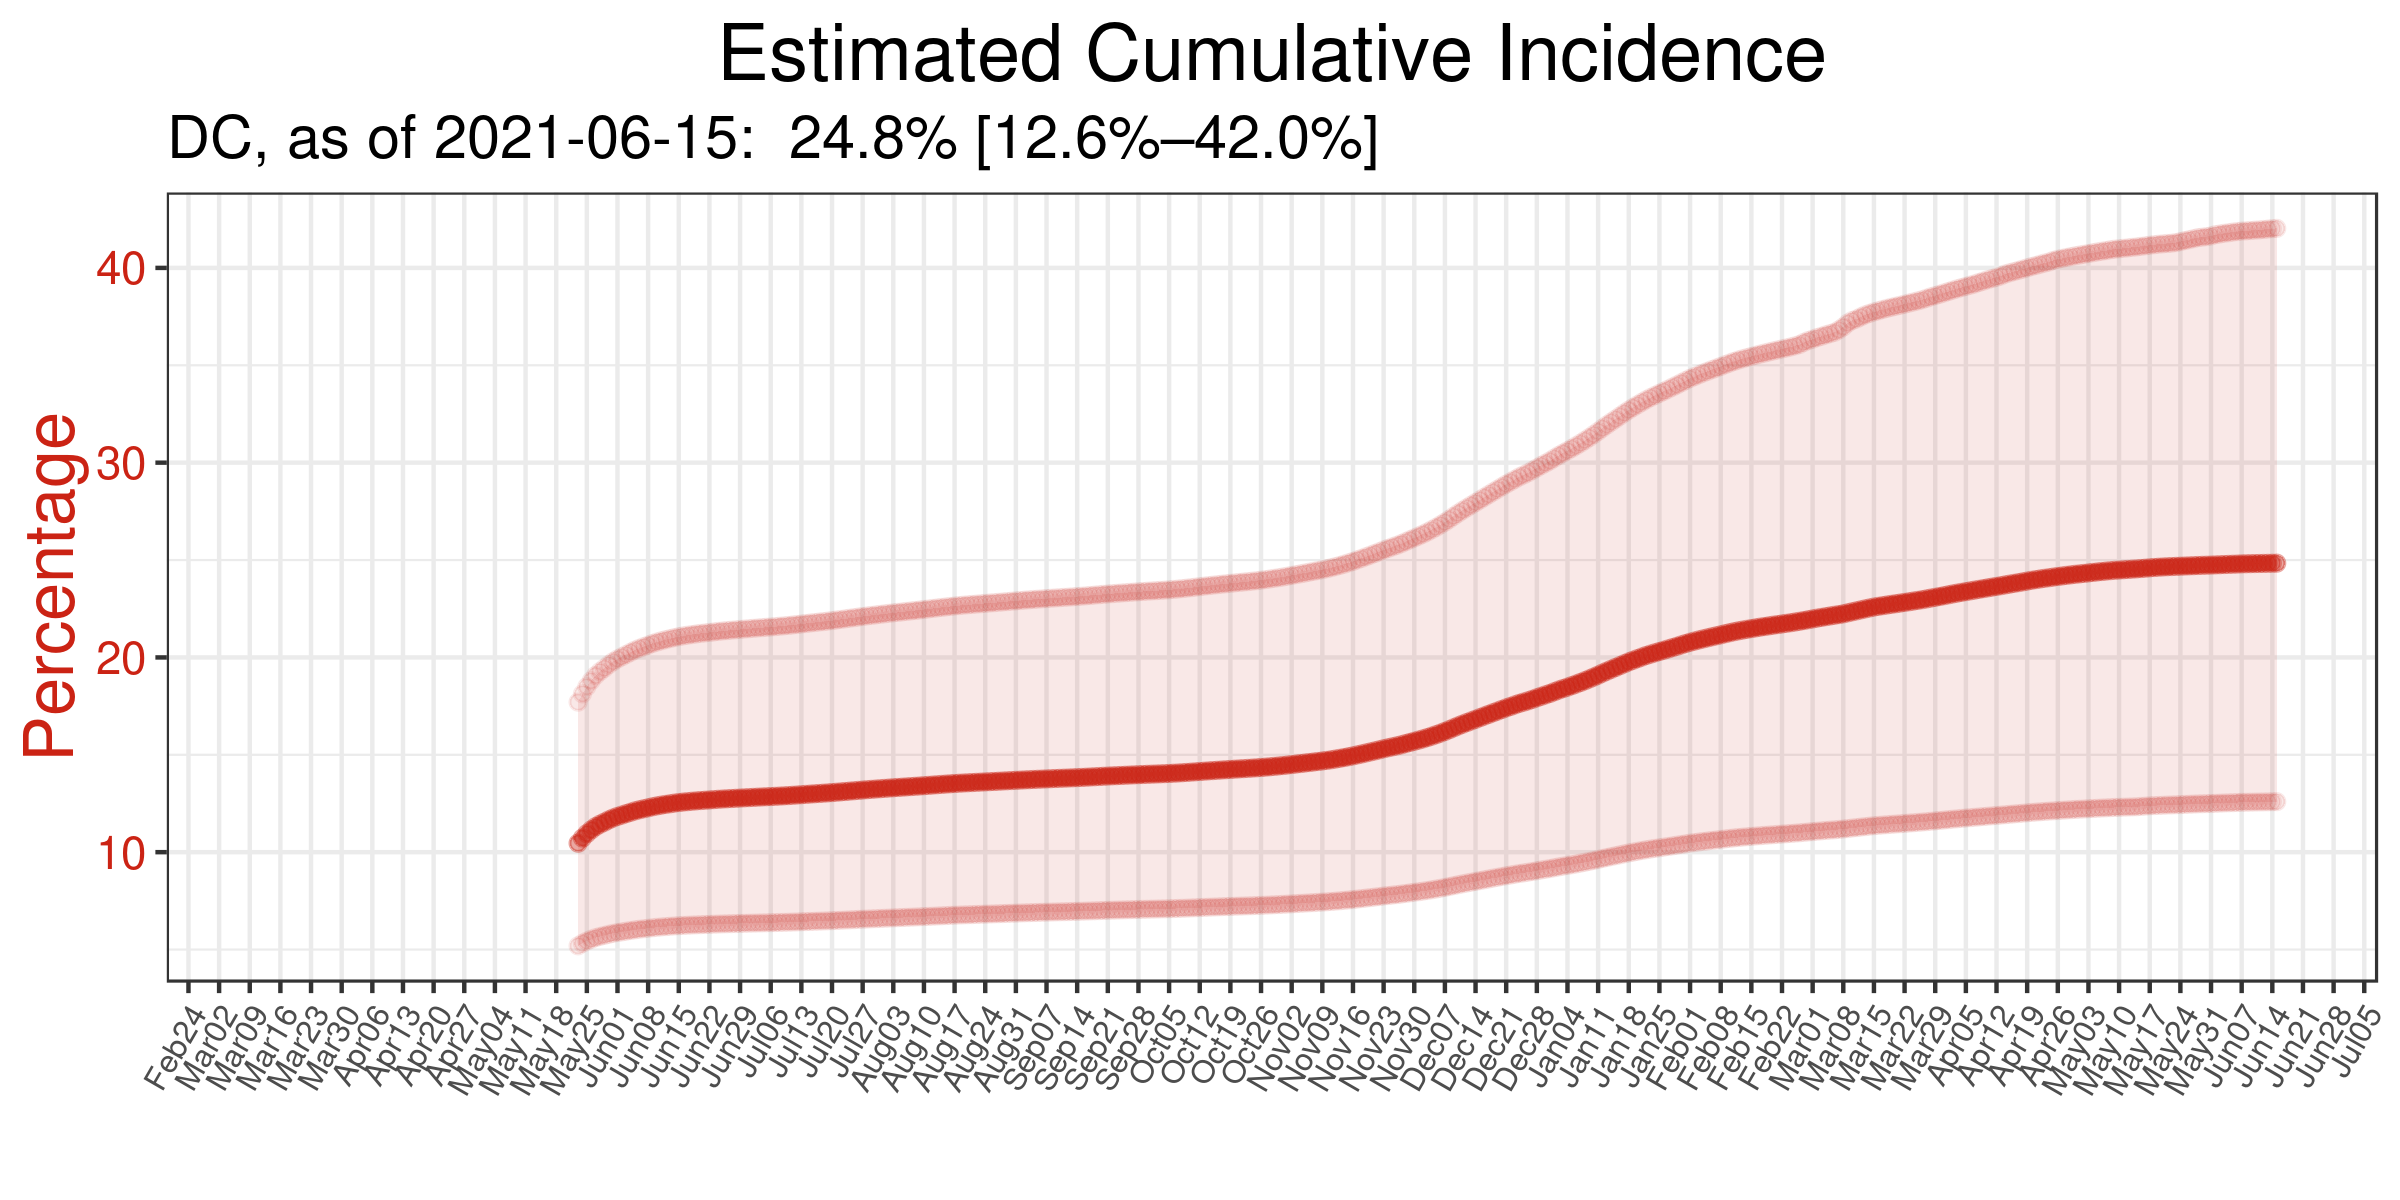 Estimated Cumulative Incidence
DC, as of 2021-06-15:  24.8% [12.6%–42.0%]
Percentage
40
30
20
10
Feb24
Mar02
Mar09
Mar16
Mar23
Mar30
Apr06
Apr13
Apr20
Apr27
May04
May11
May18
May25
Jun01
Jun08
Jun15
Jun22
Jun29
Jul06
Jul13
Jul20
Jul27
Aug03
Aug10
Aug17
Aug24
Aug31
Sep07
Sep14
Sep21
Sep28
Oct05
Oct12
Oct19
Oct26
Nov02
Nov09
Nov16
Nov23
Nov30
Dec07
Dec14
Dec21
Dec28
Jan04
Jan11
Jan18
Jan25
Feb01
Feb08
Feb15
Feb22
Mar01
Mar08
Mar15
Mar22
Mar29
Apr05
Apr12
Apr19
Apr26
May03
May10
May17
May24
May31
Jun07
Jun14
Jun21
Jun28
Jul05